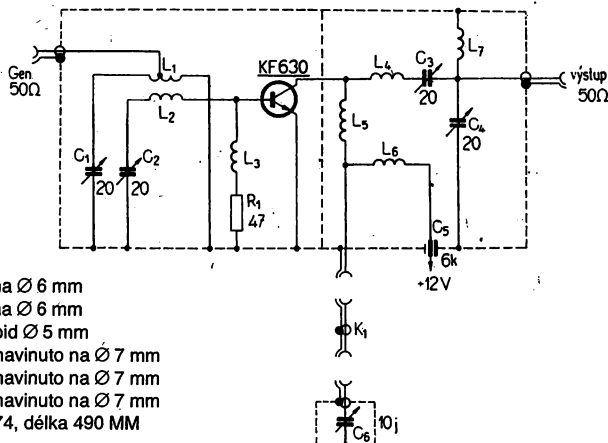 Gen.
50Ω
L1
L2
KF630
L3
R1
47
C1
20
C2
20
L4
C3
20
L5
L6
L7
C4
20
C5
6k
+12V
výstup
50Ω
K1
10j
C6
na Ø 6 mm
na Ø 6 mm
Ø 5 mm
navinuto na Ø 7 mm
navinuto na Ø 7 mm
navinuto na Ø 7 mm
74, délka 490 MM